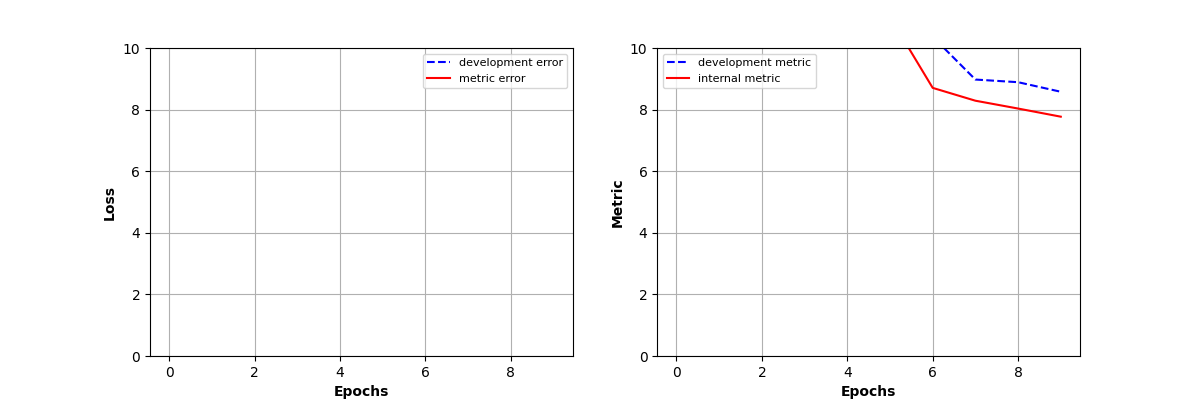 10
8
6
4
2
0
Loss
0 2 4 6 8
Epochs
development error
metric error
10
8
6
4
2
0
Metric
0 2 4 6 8
Epochs
development metric
internal metric